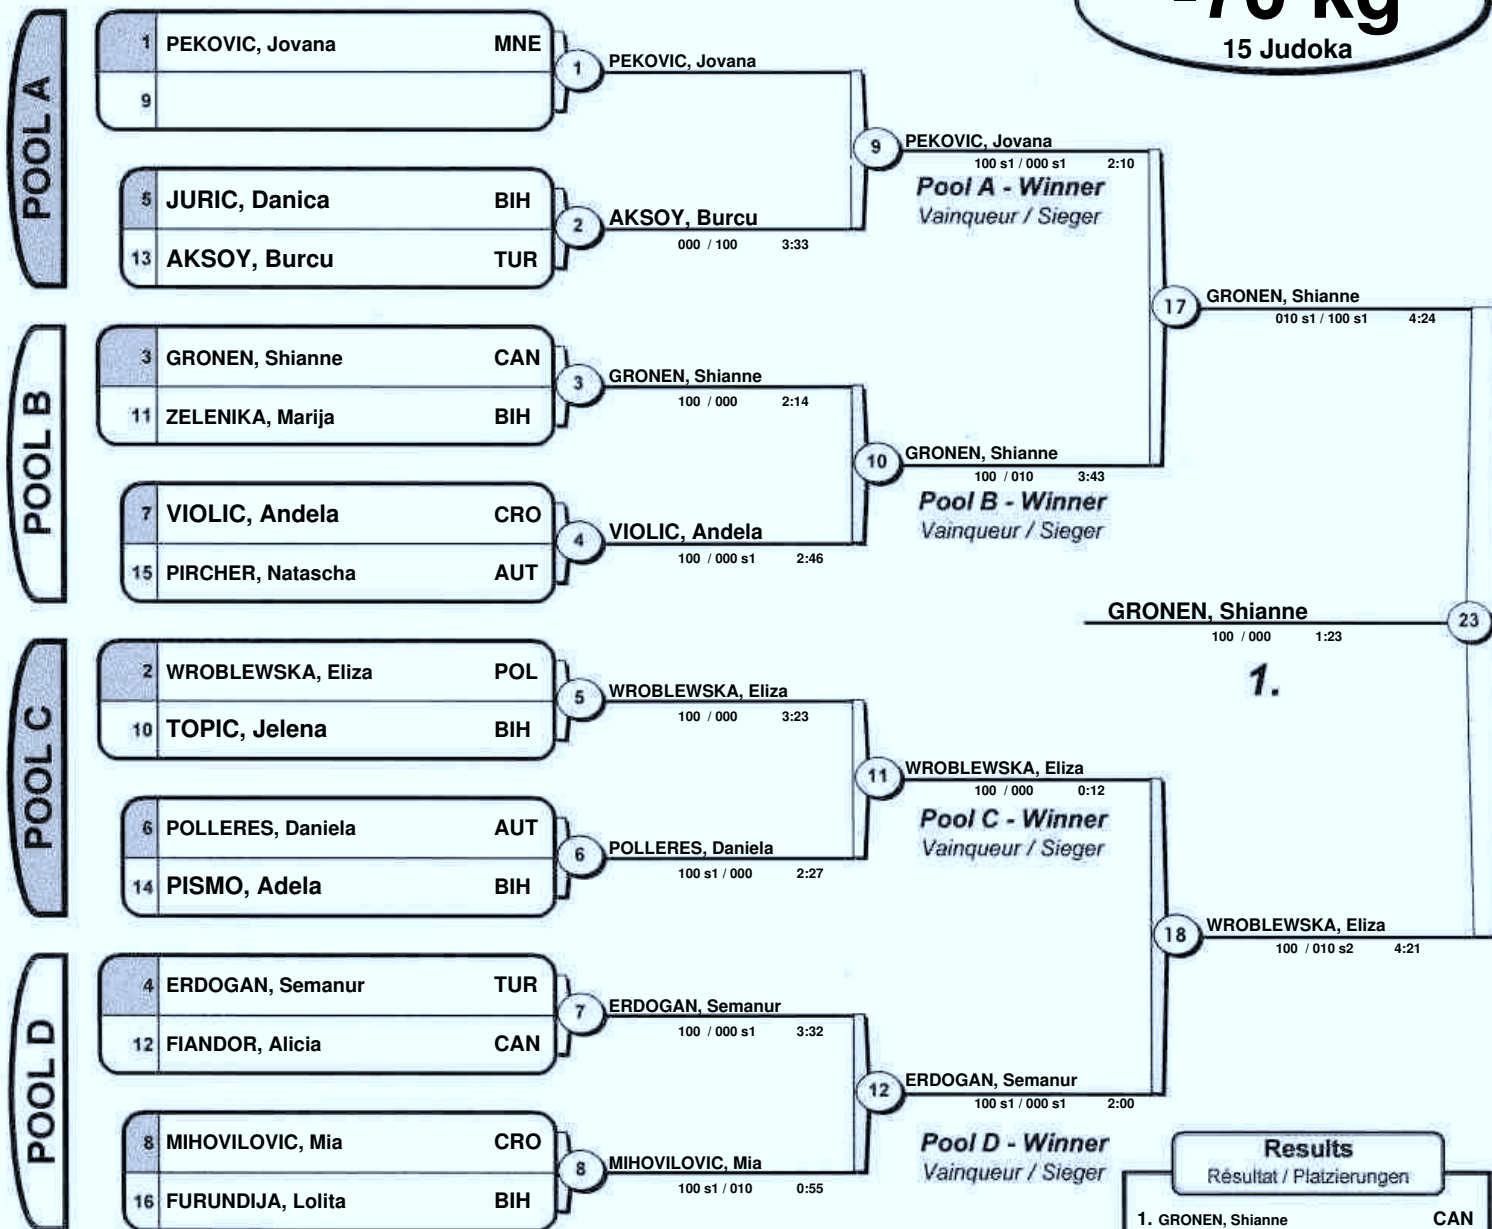 -70 kg
15 Judoka
POOL A
1 PEKOVIC, Jovana MNE
9
1 PEKOVIC, Jovana
5 JURIC, Danica BIH
13 AKSOY, Burcu TUR
2 AKSOY, Burcu
000 / 100 3:33
9 PEKOVIC, Jovana
100 s1 / 000 s1 2:10
Pool A - Winner
Vainqueur / Sieger
POOL B
3 GRONEN, Shianne CAN
11 ZELENIKA, Marija BIH
3 GRONEN, Shianne
100 / 000 2:14
7 VIOLIC, Andela CRO
15 PIRCHER, Natascha AUT
4 VIOLIC, Andela
100 / 000 s1 2:46
10 GRONEN, Shianne
100 / 010 3:43
Pool B - Winner
Vainqueur / Sieger
17 GRONEN, Shianne
010 s1 / 100 s1 4:24
GRONEN, Shianne 23
100 / 000 1:23
1.
POOL C
2 WROBLEWSKA, Eliza POL
10 TOPIC, Jelena BIH
5 WROBLEWSKA, Eliza
100 / 000 3:23
6 POLLERES, Daniela AUT
14 PISMO, Adela BIH
6 POLLERES, Daniela
100 s1 / 000 2:27
11 WROBLEWSKA, Eliza
100 / 000 0:12
Pool C - Winner
Vainqueur / Sieger
18 WROBLEWSKA, Eliza
100 / 010 s2 4:21
POOL D
4 ERDOGAN, Semanur TUR
12 FIANDOR, Alicia CAN
7 ERDOGAN, Semanur
100 / 000 s1 3:32
8 MIHOVILOVIC, Mia CRO
16 FURUNDIJA, Lolita BIH
8 MIHOVILOVIC, Mia
100 s1 / 010 0:55
12 ERDOGAN, Semanur
100 s1 / 000 s1 2:00
Pool D - Winner
Vainqueur / Sieger
Results
Résultat / Platzierungen
1. GRONEN, Shianne CAN